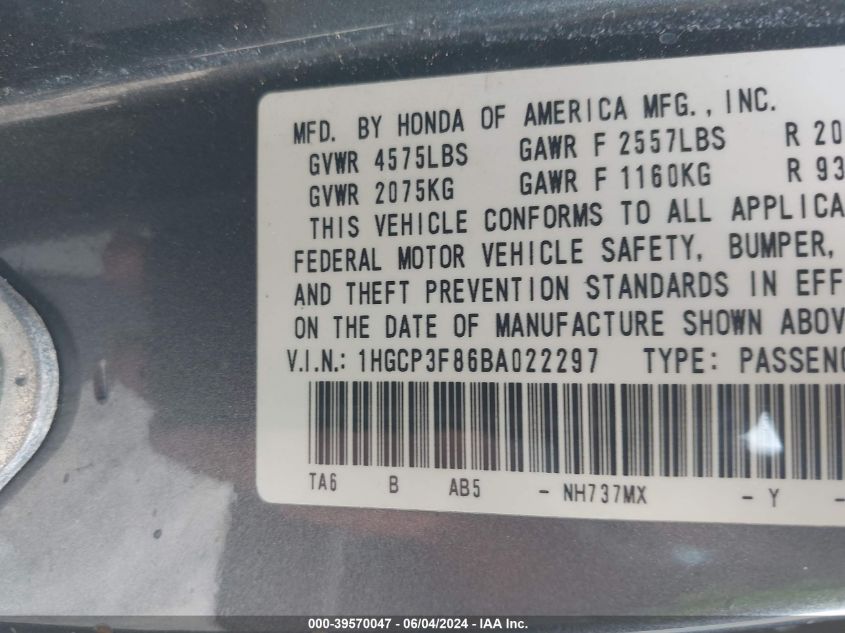 MFD. BY HONDA OF AMERICA MFG., INC.
GVWR 4575LBS GAWR F 2557LBS R 20
GVWR 2075KG GAWR F 1160KG R 93
THIS VEHICLE CONFORMS TO ALL APPLICA
FEDERAL MOTOR VEHICLE SAFETY, BUMPER,
AND THEFT PREVENTION STANDARDS IN EFF
ON THE DATE OF MANUFACTURE SHOWN ABOV
V.I.N.: 1HGCP3F86BA022297 TYPE: PASSENG
TA6 B AB5 - NH737MX - Y -
000-39570047 - 06/04/2024 - IAA Inc.